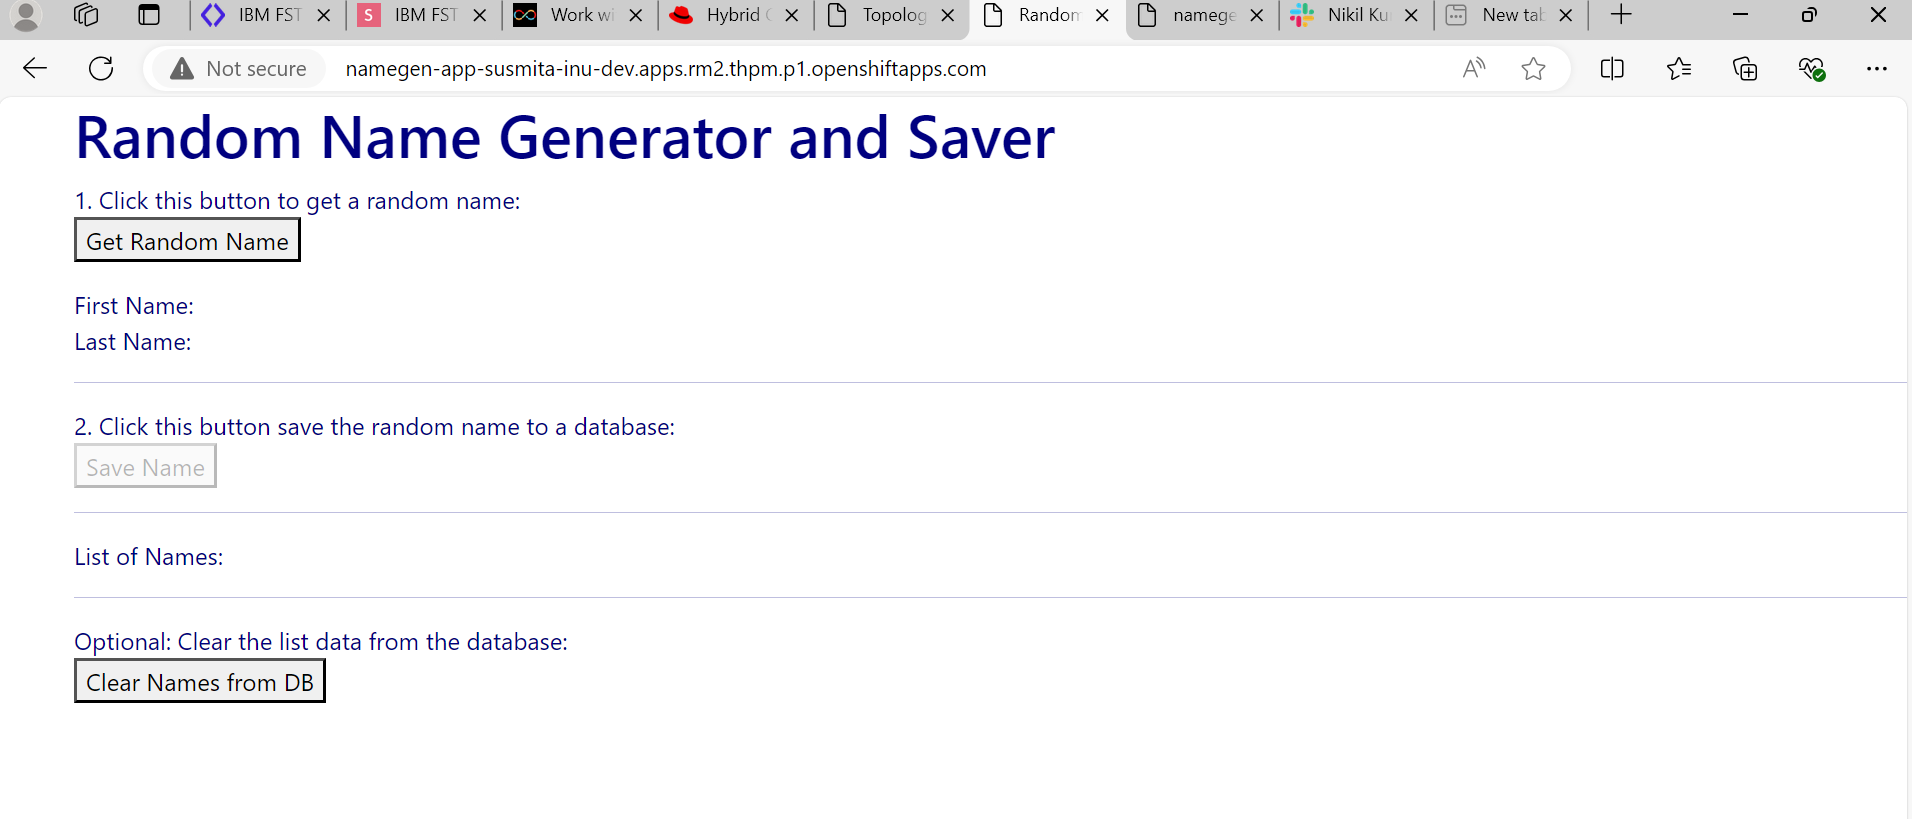 IBM FST
S IBM FST
Work wi
Hybrid
Topolog
Random
namege
Nikil Ku
New tab
Not secure namegen-app-susmita-inu-dev.apps.rm2.thpm.p1.openshiftapps.com
Random Name Generator and Saver
1. Click this button to get a random name:
Get Random Name
First Name:
Last Name:
2. Click this button save the random name to a database:
Save Name
List of Names:
Optional: Clear the list data from the database:
Clear Names from DB